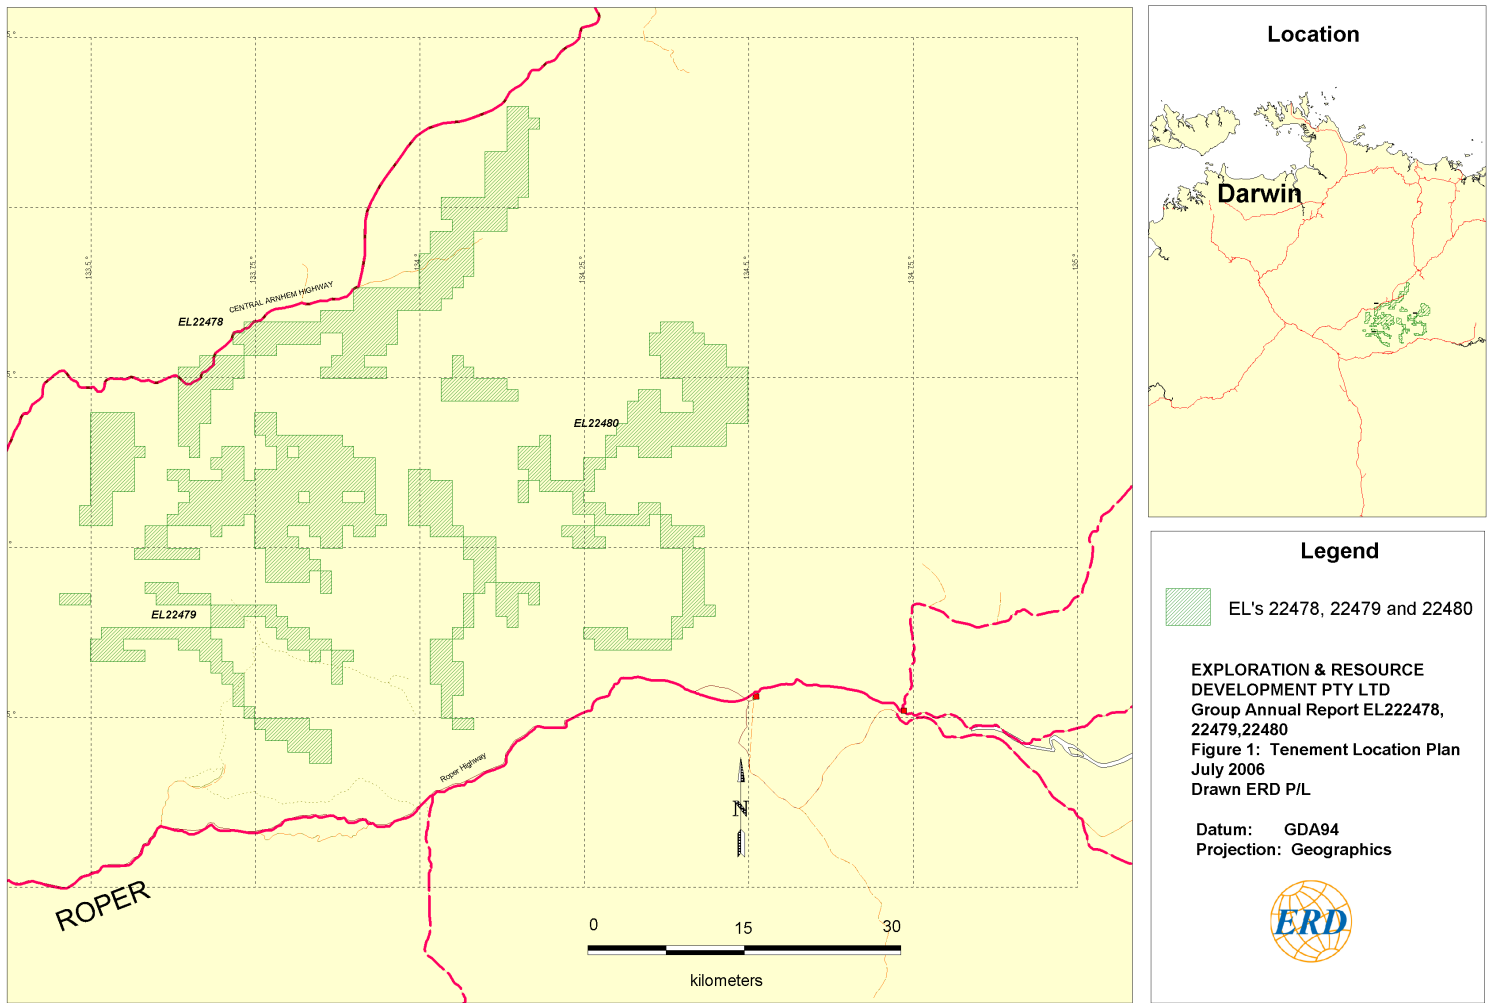 Location
Darwin
5°
5°
°
5°
133.5°
133.75°
134°
134.25°
134.5°
134.75°
135°
CENTRAL ARNHEM HIGHWAY
EL22478
EL22480
EL22479
Roper Highway
ROPER
N
0 15 30
kilometers
Legend
EL's 22478, 22479 and 22480
EXPLORATION & RESOURCE
DEVELOPMENT PTY LTD
Group Annual Report EL222478,
22479,22480
Figure 1: Tenement Location Plan
July 2006
Drawn ERD P/L
Datum: GDA94
Projection: Geographics
ERD